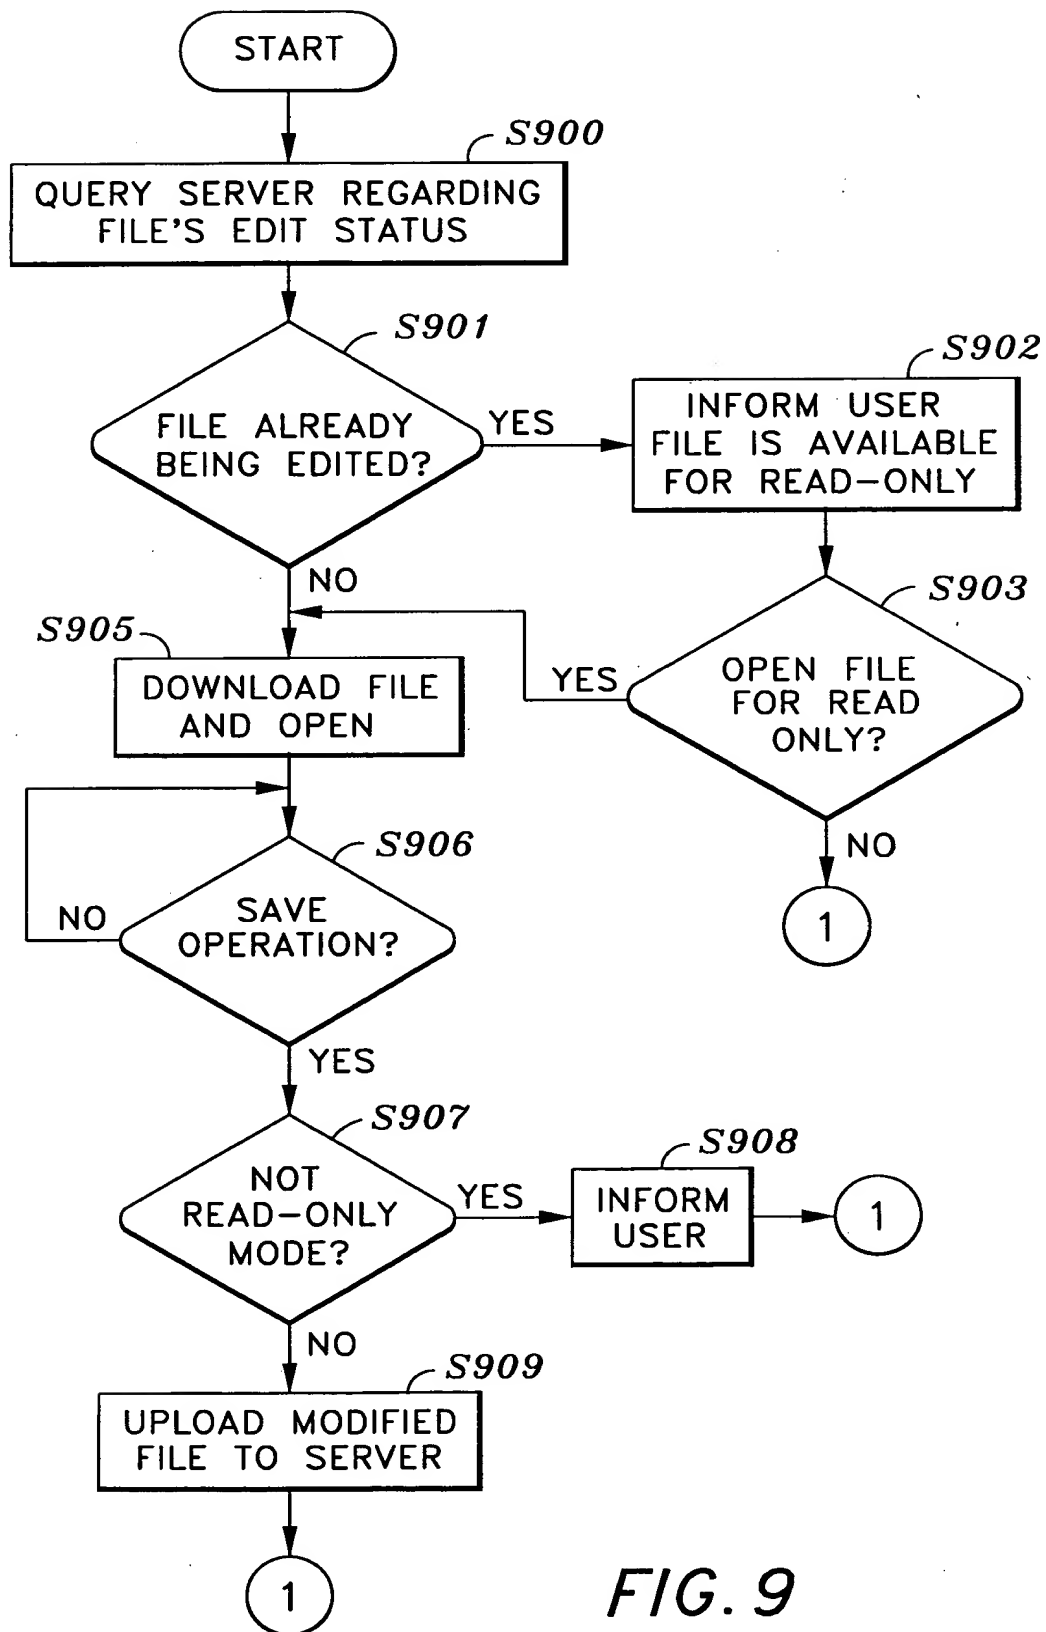 START
S900
QUERY SERVER REGARDING
FILE'S EDIT STATUS
S901
FILE ALREADY
BEING EDITED?
YES
NO
S902
INFORM USER
FILE IS AVAILABLE
FOR READ-ONLY
S903
OPEN FILE
FOR READ
ONLY?
YES
NO
1
S905
DOWNLOAD FILE
AND OPEN
S906
SAVE
OPERATION?
NO
YES
S907
NOT
READ-ONLY
MODE?
YES
NO
S908
INFORM
USER
1
S909
UPLOAD MODIFIED
FILE TO SERVER
1
FIG. 9